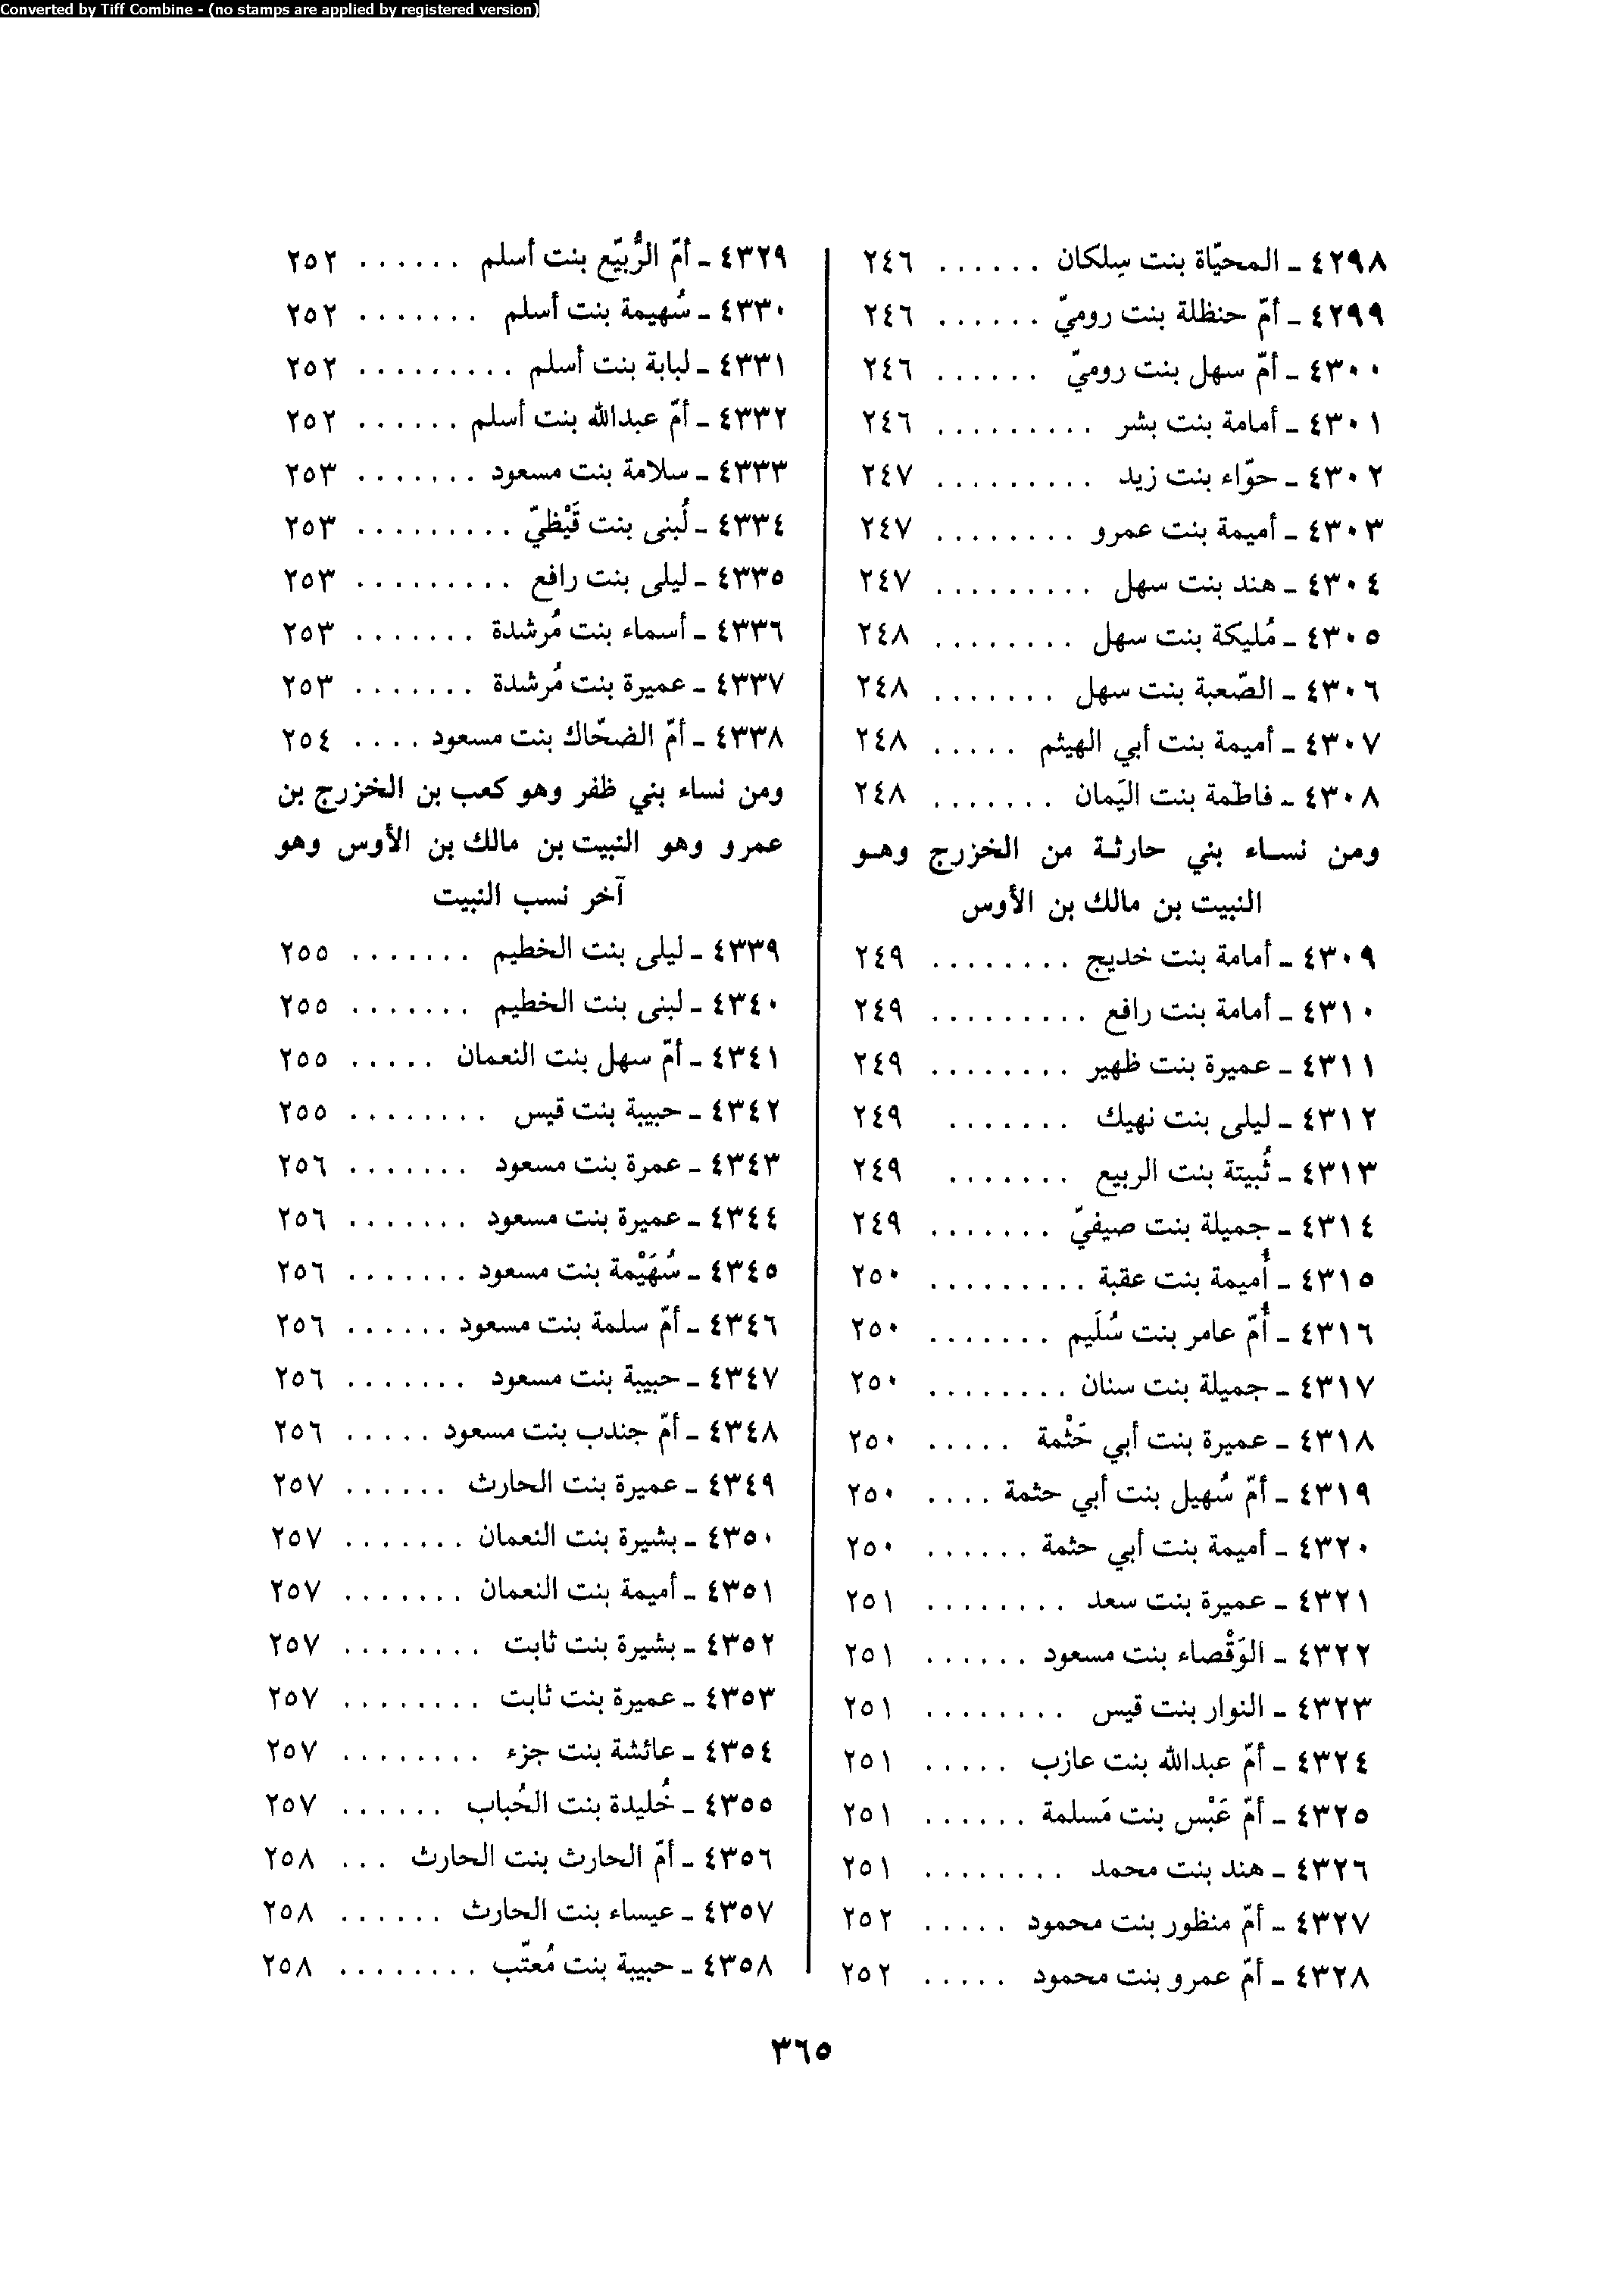 Converted by Tiff Combine - (no stamps are applied by registered version)
٤٢٩٨ ـ المحيّاة بنت سِلكان . . . . . . ٢٤٦
٤٢٩٩ ـ أمّ حنظلة بنت روميّ . . . . . . ٢٤٦
٤٣٠٠ ـ أمّ سهل بنت روميّ . . . . . . ٢٤٦
٤٣٠١ ـ أمامة بنت بشر . . . . . . . . . ٢٤٦
٤٣٠٢ ـ حوّاء بنت زيد . . . . . . . . . ٢٤٧
٤٣٠٣ ـ أميمة بنت عمرو . . . . . . . . ٢٤٧
٤٣٠٤ ـ هند بنت سهل . . . . . . . . . ٢٤٧
٤٣٠٥ ـ مُليكة بنت سهل . . . . . . . . ٢٤٨
٤٣٠٦ ـ الصّعبة بنت سهل . . . . . . . ٢٤٨
٤٣٠٧ ـ أميمة بنت أبي الهيثم . . . . . ٢٤٨
٤٣٠٨ ـ فاطمة بنت اليَمان . . . . . . . ٢٤٨
ومن نساء بني حارثة من الخزرج وهو
النبيت بن مالك بن الأوس
٤٣٠٩ ـ أمامة بنت خديج . . . . . . . . ٢٤٩
٤٣١٠ ـ أمامة بنت رافع . . . . . . . . . ٢٤٩
٤٣١١ ـ عميرة بنت ظهير . . . . . . . . ٢٤٩
٤٣١٢ ـ ليلى بنت نهيك . . . . . . . ٢٤٩
٤٣١٣ ـ ثُبيتة بنت الربيع . . . . . . . ٢٤٩
٤٣١٤ ـ جميلة بنت صيفيّ . . . . . . . ٢٤٩
٤٣١٥ ـ أُميمة بنت عقبة . . . . . . . . . ٢٥٠
٤٣١٦ ـ أُمّ عامر بنت سُلَيم . . . . . . . ٢٥٠
٤٣١٧ ـ جميلة بنت سنان . . . . . . . . ٢٥٠
٤٣١٨ ـ عميرة بنت أبي حَثْمة . . . . . ٢٥٠
٤٣١٩ ـ أمّ سُهيل بنت أبي حثمة . . . . ٢٥٠
٤٣٢٠ ـ أميمة بنت أبي حثمة . . . . . . ٢٥٠
٤٣٢١ ـ عميرة بنت سعد . . . . . . . . ٢٥١
٤٣٢٢ ـ الوَقْصاء بنت مسعود . . . . . . ٢٥١
٤٣٢٣ ـ النوار بنت قيس . . . . . . . . ٢٥١
٤٣٢٤ ـ أمّ عبدالله بنت عازب . . . . . ٢٥١
٤٣٢٥ ـ أمّ عَبْس بنت مَسلمة . . . . . . ٢٥١
٤٣٢٦ ـ هند بنت محمد . . . . . . . . ٢٥١
٤٣٢٧ ـ أمّ منظور بنت محمود . . . . . ٢٥٢
٤٣٢٨ ـ أمّ عمرو بنت محمود . . . . . ٢٥٢
٤٣٢٩ ـ أمّ الرُّبيّع بنت أسلم . . . . . . ٢٥٢
٤٣٣٠ ـ سُهيمة بنت أسلم . . . . . . . ٢٥٢
٤٣٣١ ـ لبابة بنت أسلم . . . . . . . . . ٢٥٢
٤٣٣٢ ـ أمّ عبدالله بنت أسلم . . . . . . ٢٥٢
٤٣٣٣ ـ سلامة بنت مسعود . . . . . . . ٢٥٣
٤٣٣٤ ـ لُبنى بنت قَيْظيّ . . . . . . . . . ٢٥٣
٤٣٣٥ ـ ليلى بنت رافع . . . . . . . . . ٢٥٣
٤٣٣٦ ـ أسماء بنت مُرشدة . . . . . . . ٢٥٣
٤٣٣٧ ـ عميرة بنت مُرشدة . . . . . . . ٢٥٣
٤٣٣٨ ـ أمّ الضحّاك بنت مسعود . . . . ٢٥٤
ومن نساء بني ظفر وهو كعب بن الخزرج بن
عمرو وهو النبيت بن مالك بن الأوس وهو
آخر نسب النبيت
٤٣٣٩ ـ ليلى بنت الخطيم . . . . . . . ٢٥٥
٤٣٤٠ ـ لبنى بنت الخطيم . . . . . . . ٢٥٥
٤٣٤١ ـ أمّ سهل بنت النعمان . . . . . ٢٥٥
٤٣٤٢ ـ حبيبة بنت قيس . . . . . . . . ٢٥٥
٤٣٤٣ ـ عمرة بنت مسعود . . . . . . . ٢٥٦
٤٣٤٤ ـ عميرة بنت مسعود . . . . . . . ٢٥٦
٤٣٤٥ ـ سُهَيْمة بنت مسعود . . . . . . . ٢٥٦
٤٣٤٦ ـ أمّ سلمة بنت مسعود . . . . . . ٢٥٦
٤٣٤٧ ـ حبيبة بنت مسعود . . . . . . . ٢٥٦
٤٣٤٨ ـ أمّ جندب بنت مسعود . . . . . ٢٥٦
٤٣٤٩ ـ عميرة بنت الحارث . . . . . . ٢٥٧
٤٣٥٠ ـ بشيرة بنت النعمان . . . . . . . ٢٥٧
٤٣٥١ ـ أميمة بنت النعمان . . . . . . . ٢٥٧
٤٣٥٢ ـ بشيرة بنت ثابت . . . . . . . . ٢٥٧
٤٣٥٣ ـ عميرة بنت ثابت . . . . . . . . ٢٥٧
٤٣٥٤ ـ عائشة بنت جزء . . . . . . . . ٢٥٧
٤٣٥٥ ـ خُليدة بنت الحُباب . . . . . . ٢٥٧
٤٣٥٦ ـ أمّ الحارث بنت الحارث . . . ٢٥٨
٤٣٥٧ ـ عيساء بنت الحارث . . . . . . ٢٥٨
٤٣٥٨ ـ حبيبة بنت مُعتّب . . . . . . . . ٢٥٨
٣٦٥